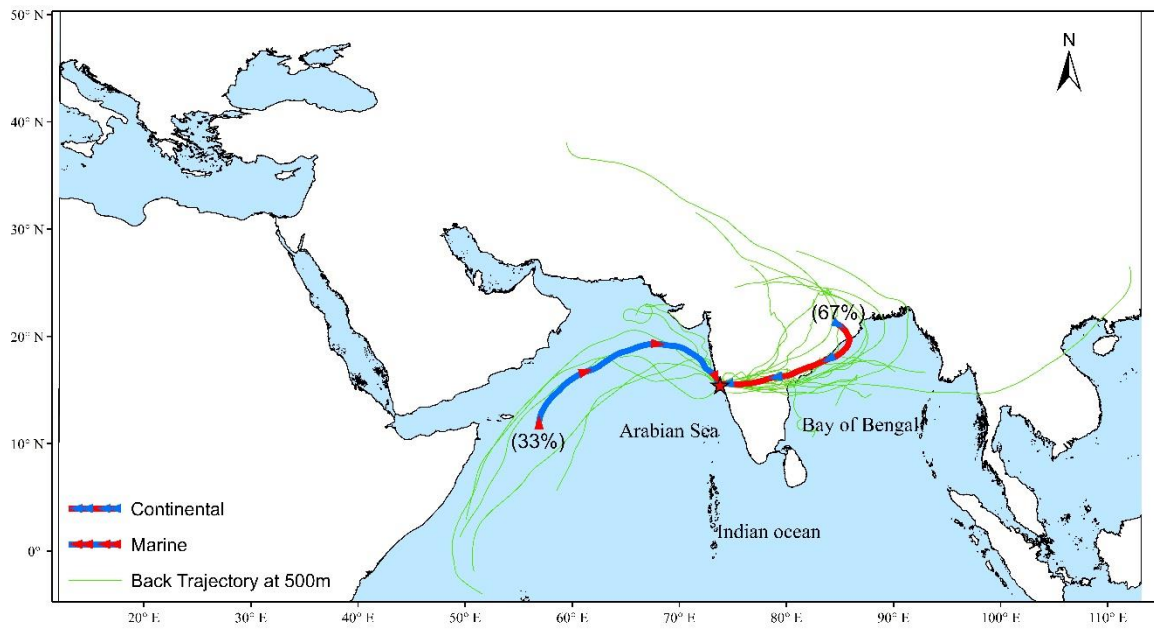 50° N
40° N
30° N
20° N
10° N
0°
N
(67%)
(33%)
Arabian Sea
Bay of Bengal
Indian ocean
Continental
Marine
Back Trajectory at 500m
20° E
30° E
40° E
50° E
60° E
70° E
80° E
90° E
100° E
110° E